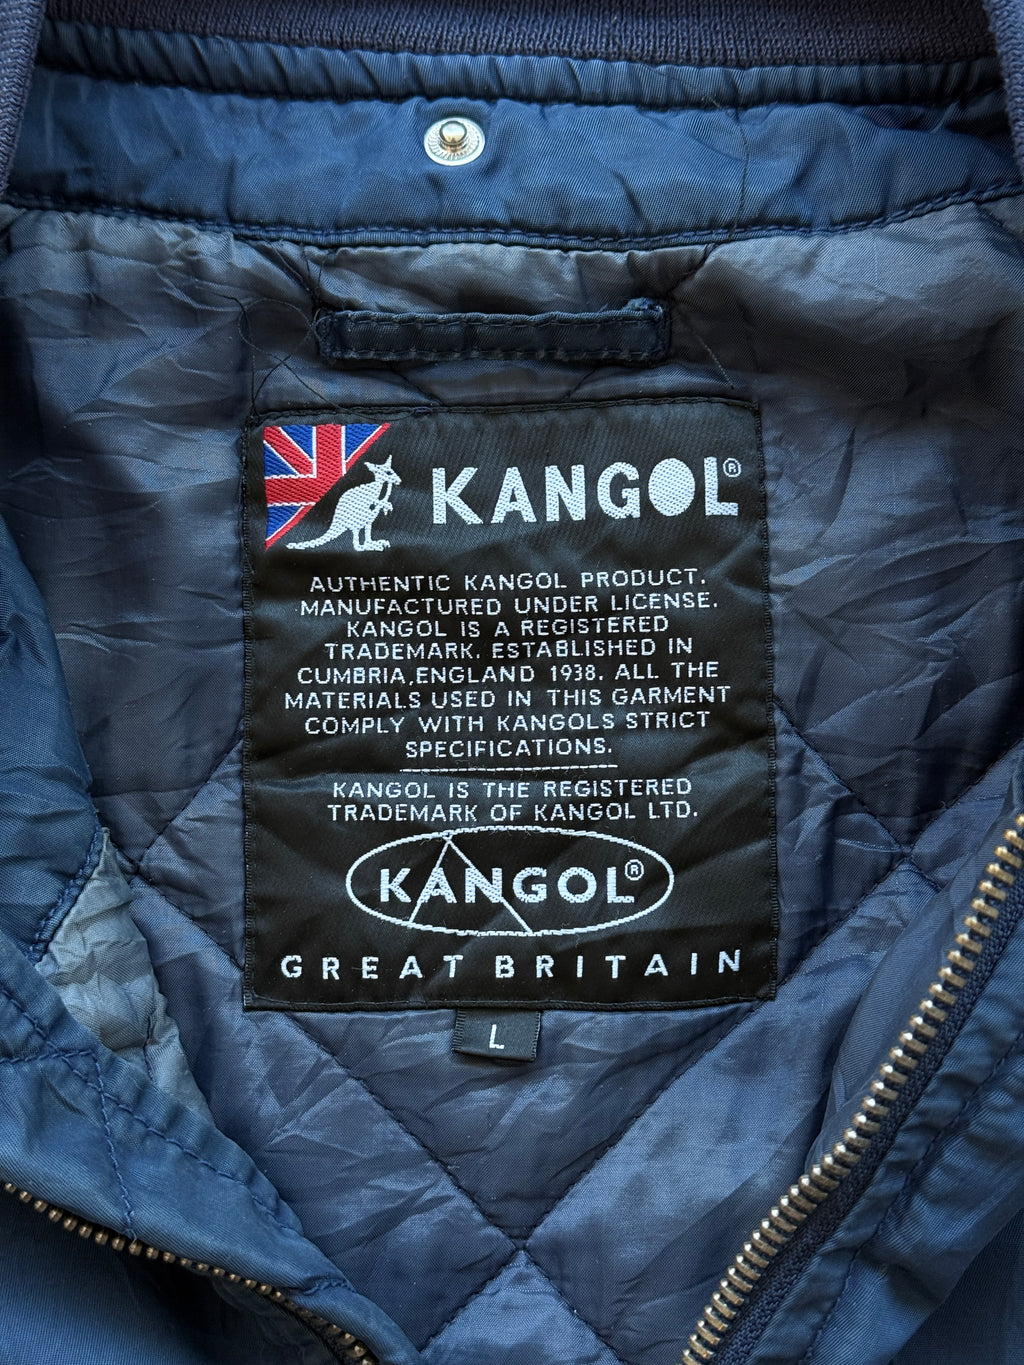 KANGOL®
AUTHENTIC KANGOL PRODUCT.
MANUFACTURED UNDER LICENSE.
KANGOL IS A REGISTERED
TRADEMARK. ESTABLISHED IN
CUMBRIA,ENGLAND 1938. ALL THE
MATERIALS USED IN THIS GARMENT
COMPLY WITH KANGOLS STRICT
SPECIFICATIONS.
KANGOL IS THE REGISTERED
TRADEMARK OF KANGOL LTD.
KANGOL®
GREAT BRITAIN
L